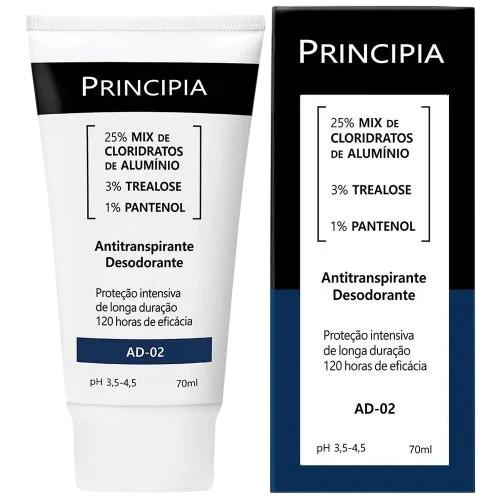 PRINCIPIA
25% MIX DE
CLORIDRATOS
DE ALUMÍNIO
3% TREALOSE
1% PANTENOL
Antitranspirante
Desodorante
Proteção intensiva
de longa duração
120 horas de eficácia
AD-02
pH 3,5-4,5 70ml
PRINCIPIA
25% MIX DE
CLORIDRATOS
DE ALUMÍNIO
3% TREALOSE
1% PANTENOL
Antitranspirante
Desodorante
Proteção intensiva
de longa duração
120 horas de eficácia
AD-02
pH 3,5-4,5 70ml